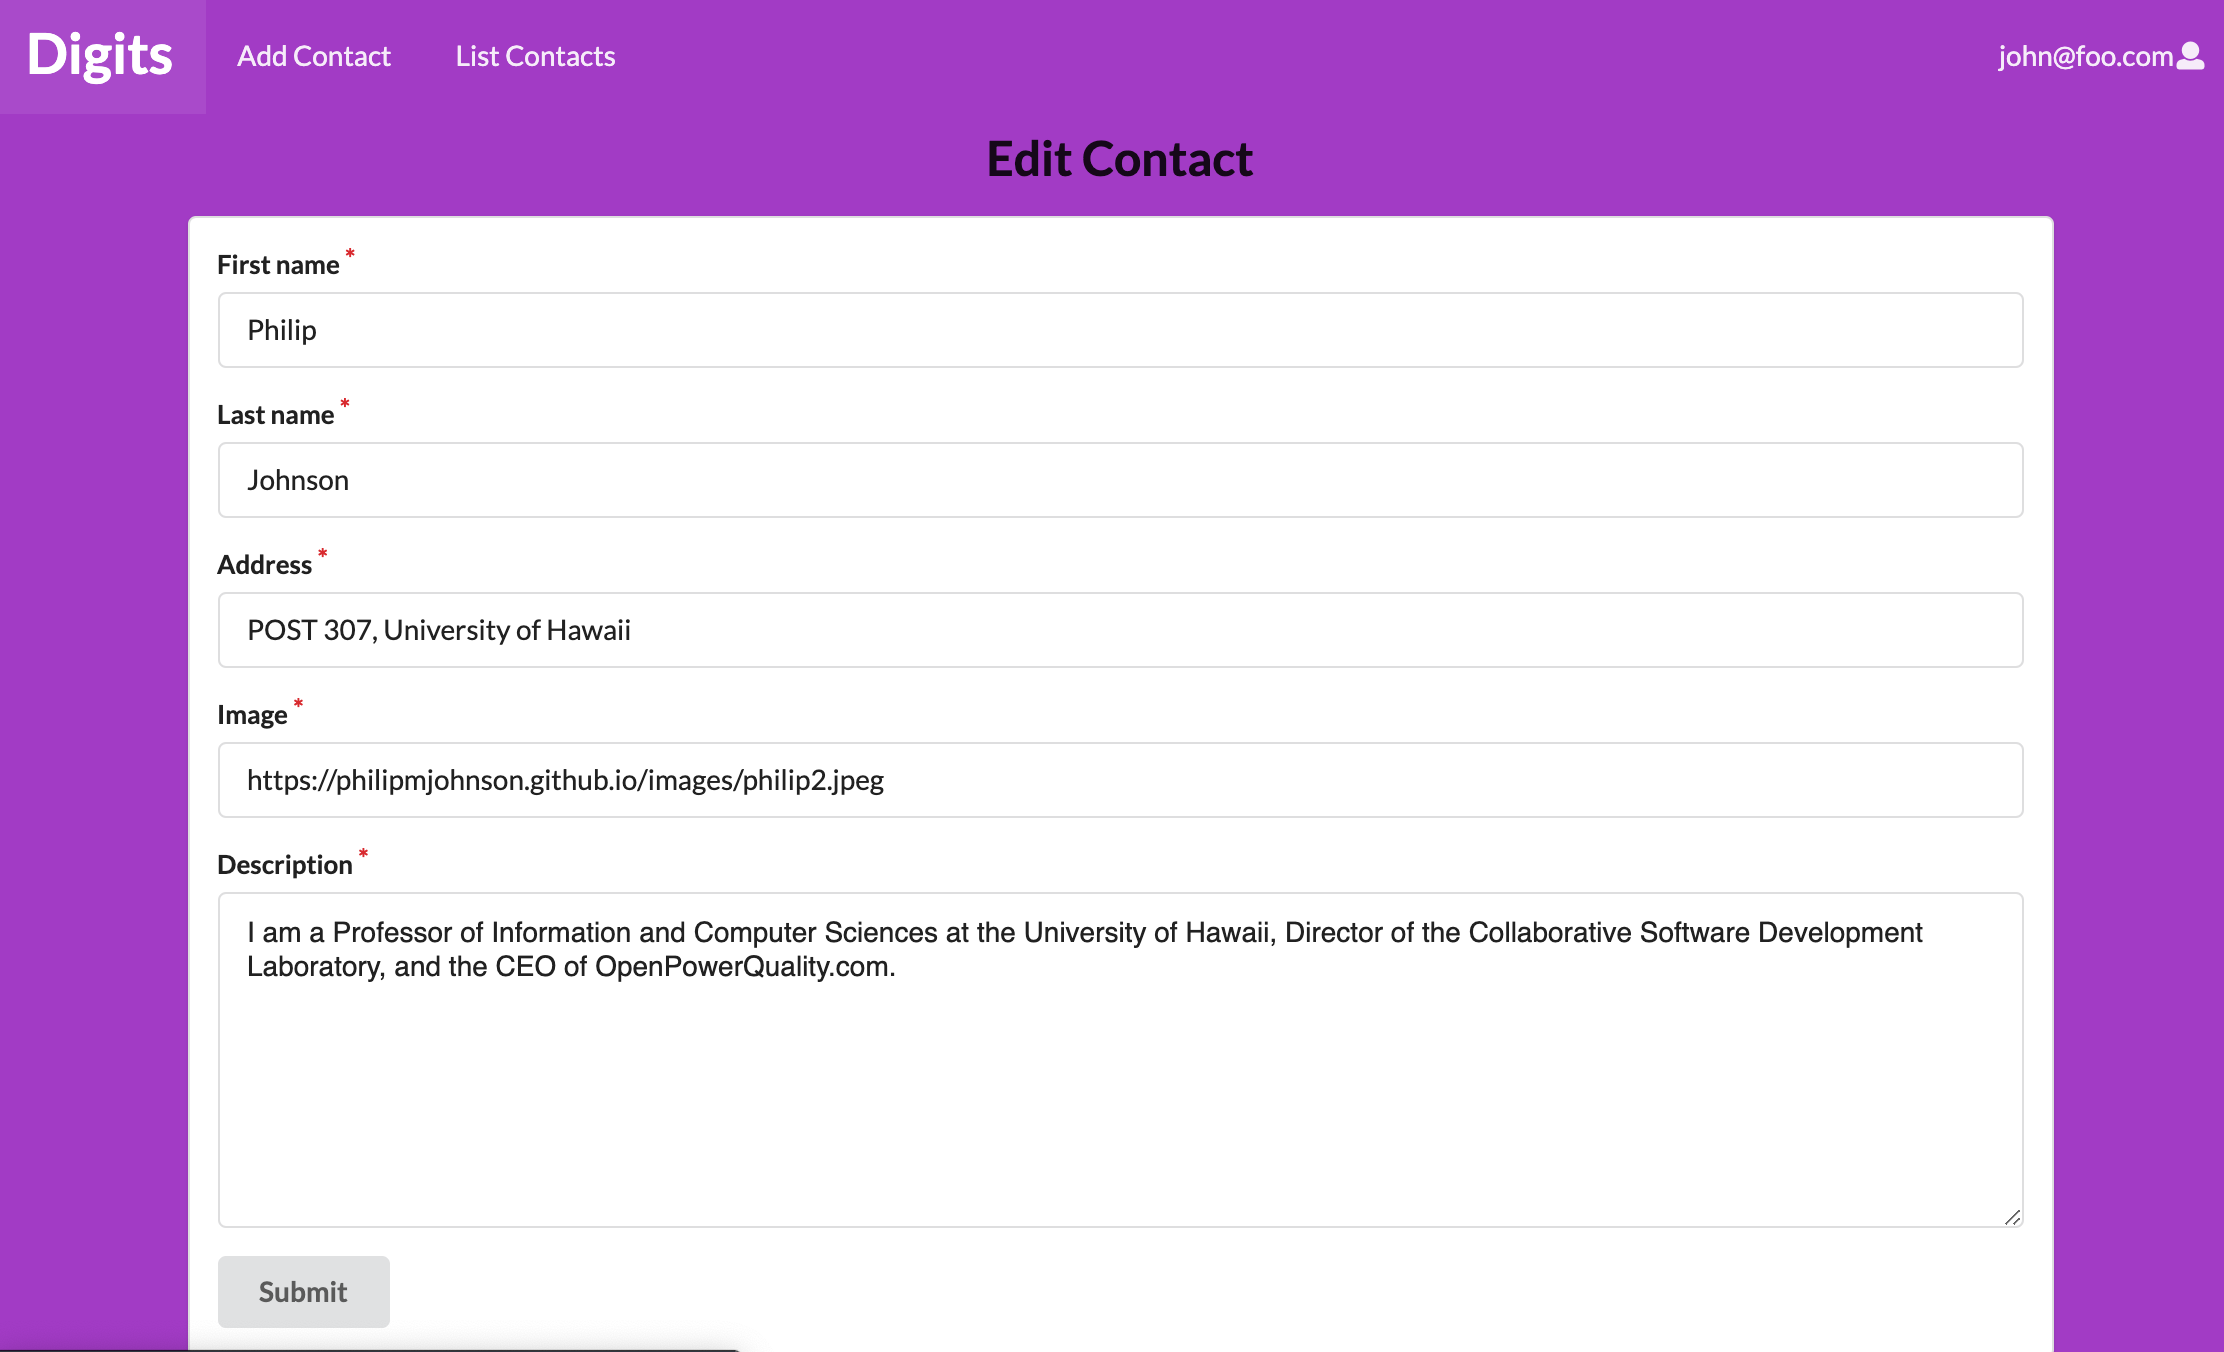 Digits
Add Contact
List Contacts
john@foo.com
Edit Contact
First name *
Philip
Last name *
Johnson
Address *
POST 307, University of Hawaii
Image *
https://philipmjohnson.github.io/images/philip2.jpeg
Description *
I am a Professor of Information and Computer Sciences at the University of Hawaii, Director of the Collaborative Software Development
Laboratory, and the CEO of OpenPowerQuality.com.
Submit